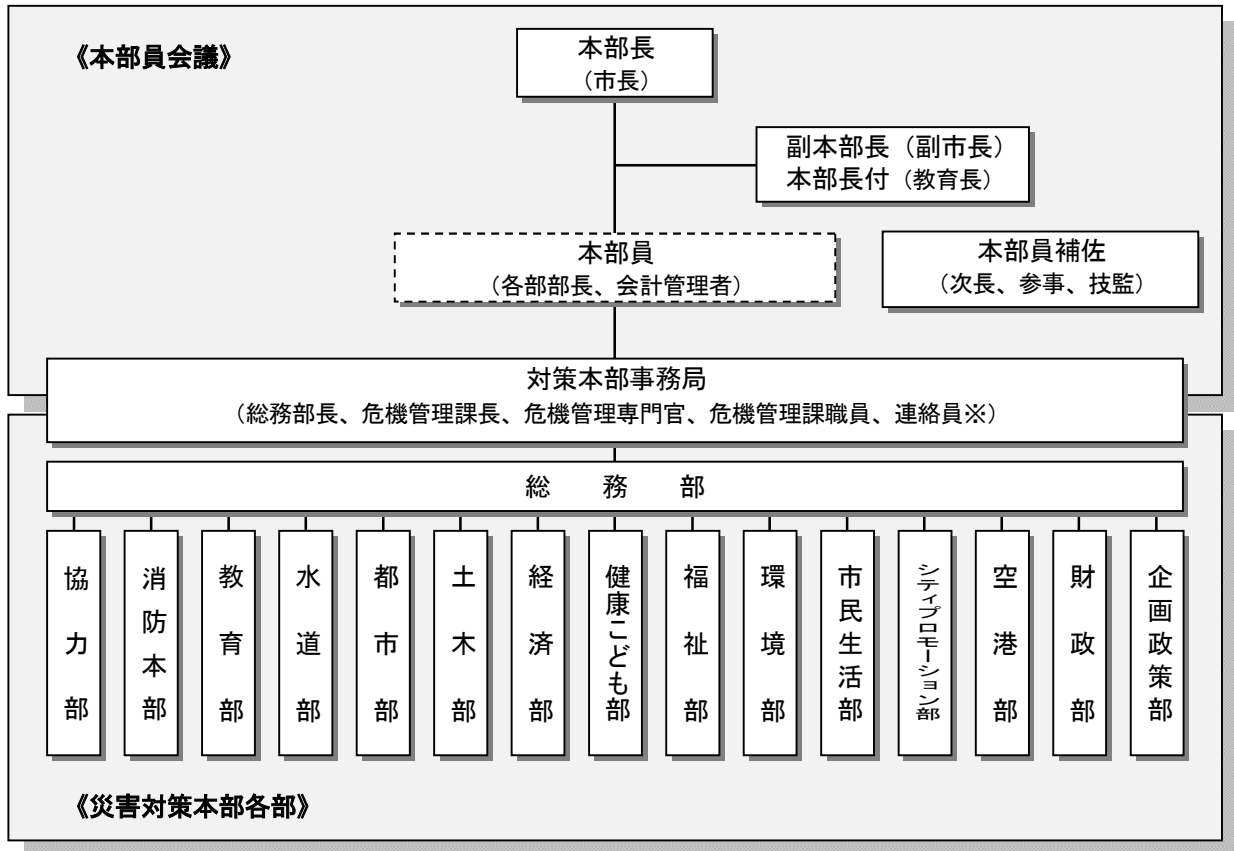 《本部員会議》
本部長
（市長）
副本部長（副市長）
本部長付（教育長）
本部員
（各部部長、会計管理者）
本部員補佐
（次長、参事、技監）
対策本部事務局
（総務部長、危機管理課長、危機管理専門官、危機管理課職員、連絡員※）
総務部
協力部
消防本部
教育部
水道部
都市部
土木部
経済部
健康こども部
福祉部
環境部
市民生活部
シティプロモーション部
空港部
財政部
企画政策部
《災害対策本部各部》